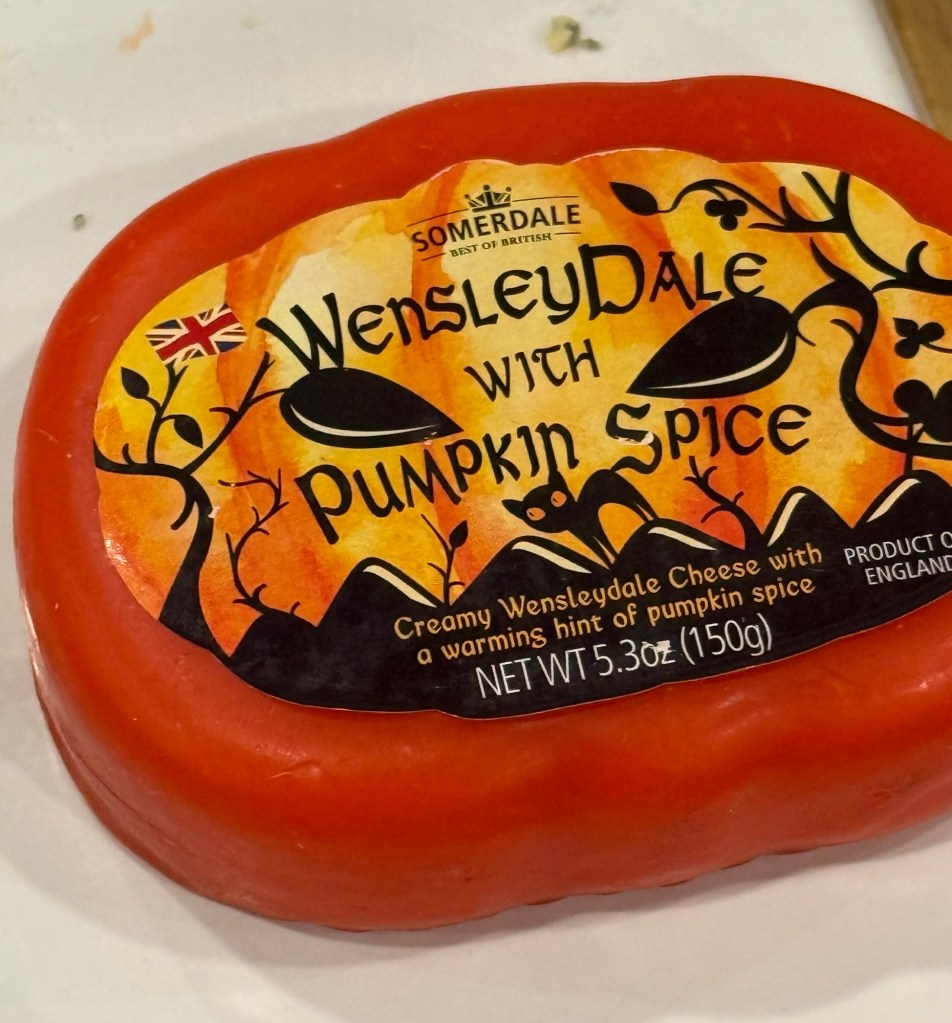 SOMERDALE
BEST OF BRITISH
WENSLEYDALE
WITH
PUMPKIN SPICE
Creamy Wensleydale Cheese with
a warming hint of pumpkin spice
NET WT 5.3oz (150g)
PRODUCT O
ENGLAND